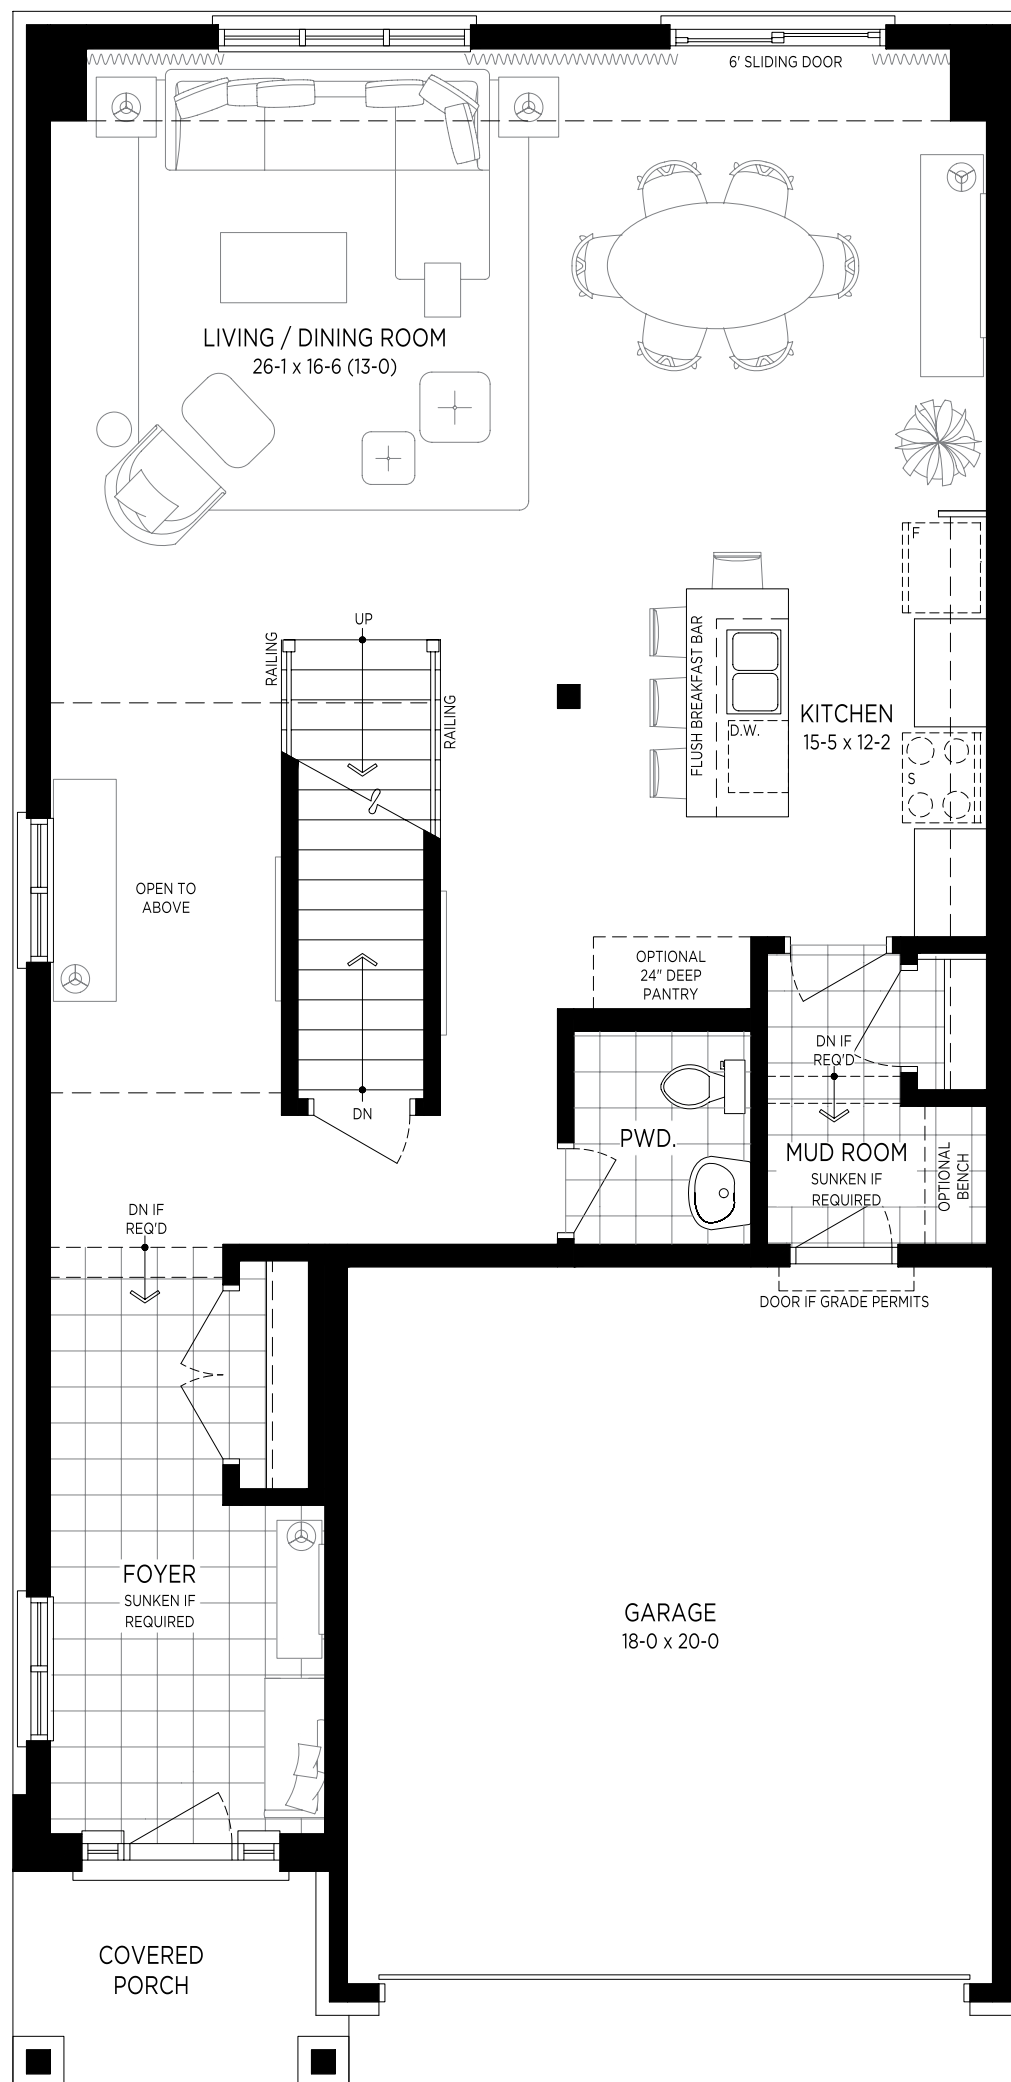 6' SLIDING DOOR
LIVING / DINING ROOM
26-1 x 16-6 (13-0)
F
UP
RAILING
RAILING
FLUSH BREAKFAST BAR
D.W.
KITCHEN
15-5 x 12-2
S
OPEN TO
ABOVE
OPTIONAL
24" DEEP
PANTRY
DN IF
REQ'D
DN
PWD.
MUD ROOM
SUNKEN IF
REQUIRED
OPTIONAL
BENCH
DN IF
REQ'D
DOOR IF GRADE PERMITS
FOYER
SUNKEN IF
REQUIRED
GARAGE
18-0 x 20-0
COVERED
PORCH